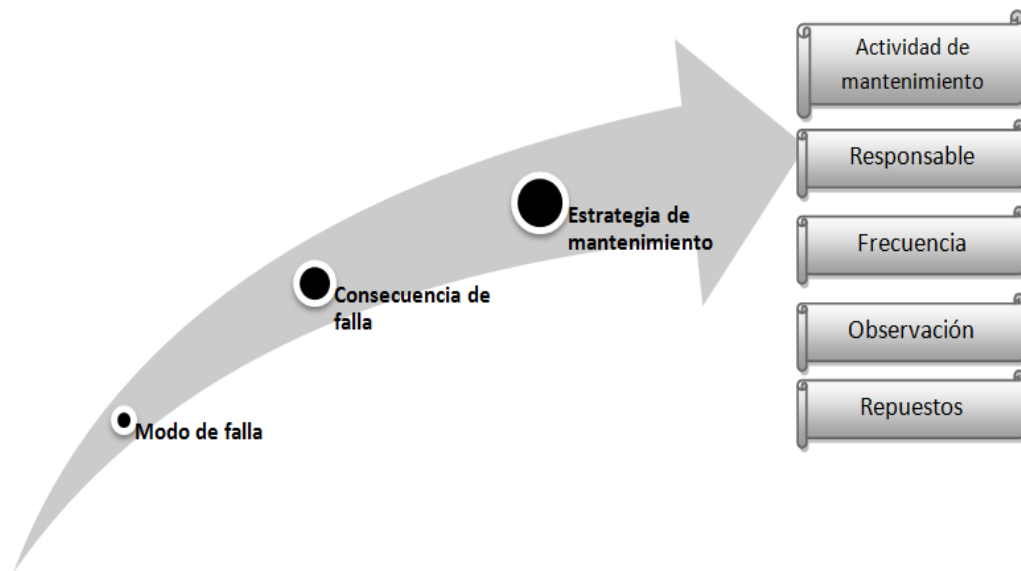 Actividad de
mantenimiento
Responsable
Frecuencia
Observación
Repuestos
Estrategia de
mantenimiento
Consecuencia de
falla
Modo de falla